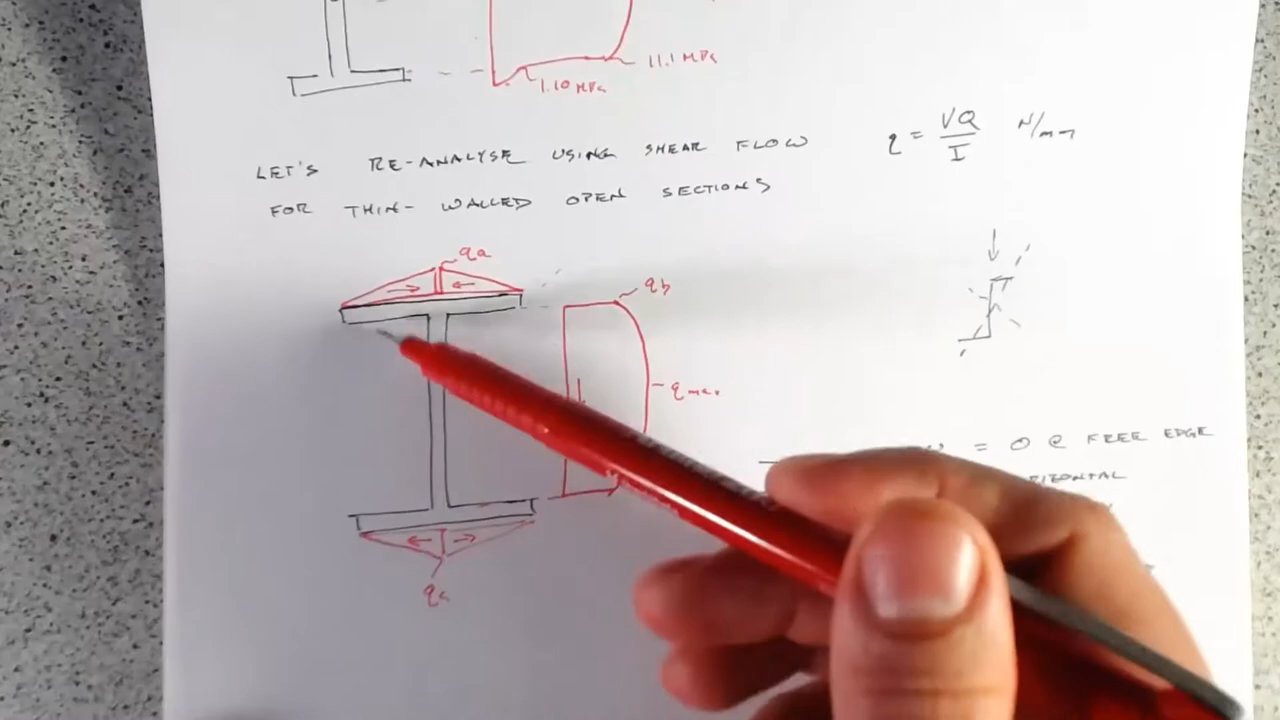 11.1 MPa
1.10 MPa
LET'S RE-ANALYSE USING SHEAR FLOW
FOR THIN-WALLED OPEN SECTIONS
q = VQ/I N/mm
qa
qb
qmax
= 0 @ FREE EDGE